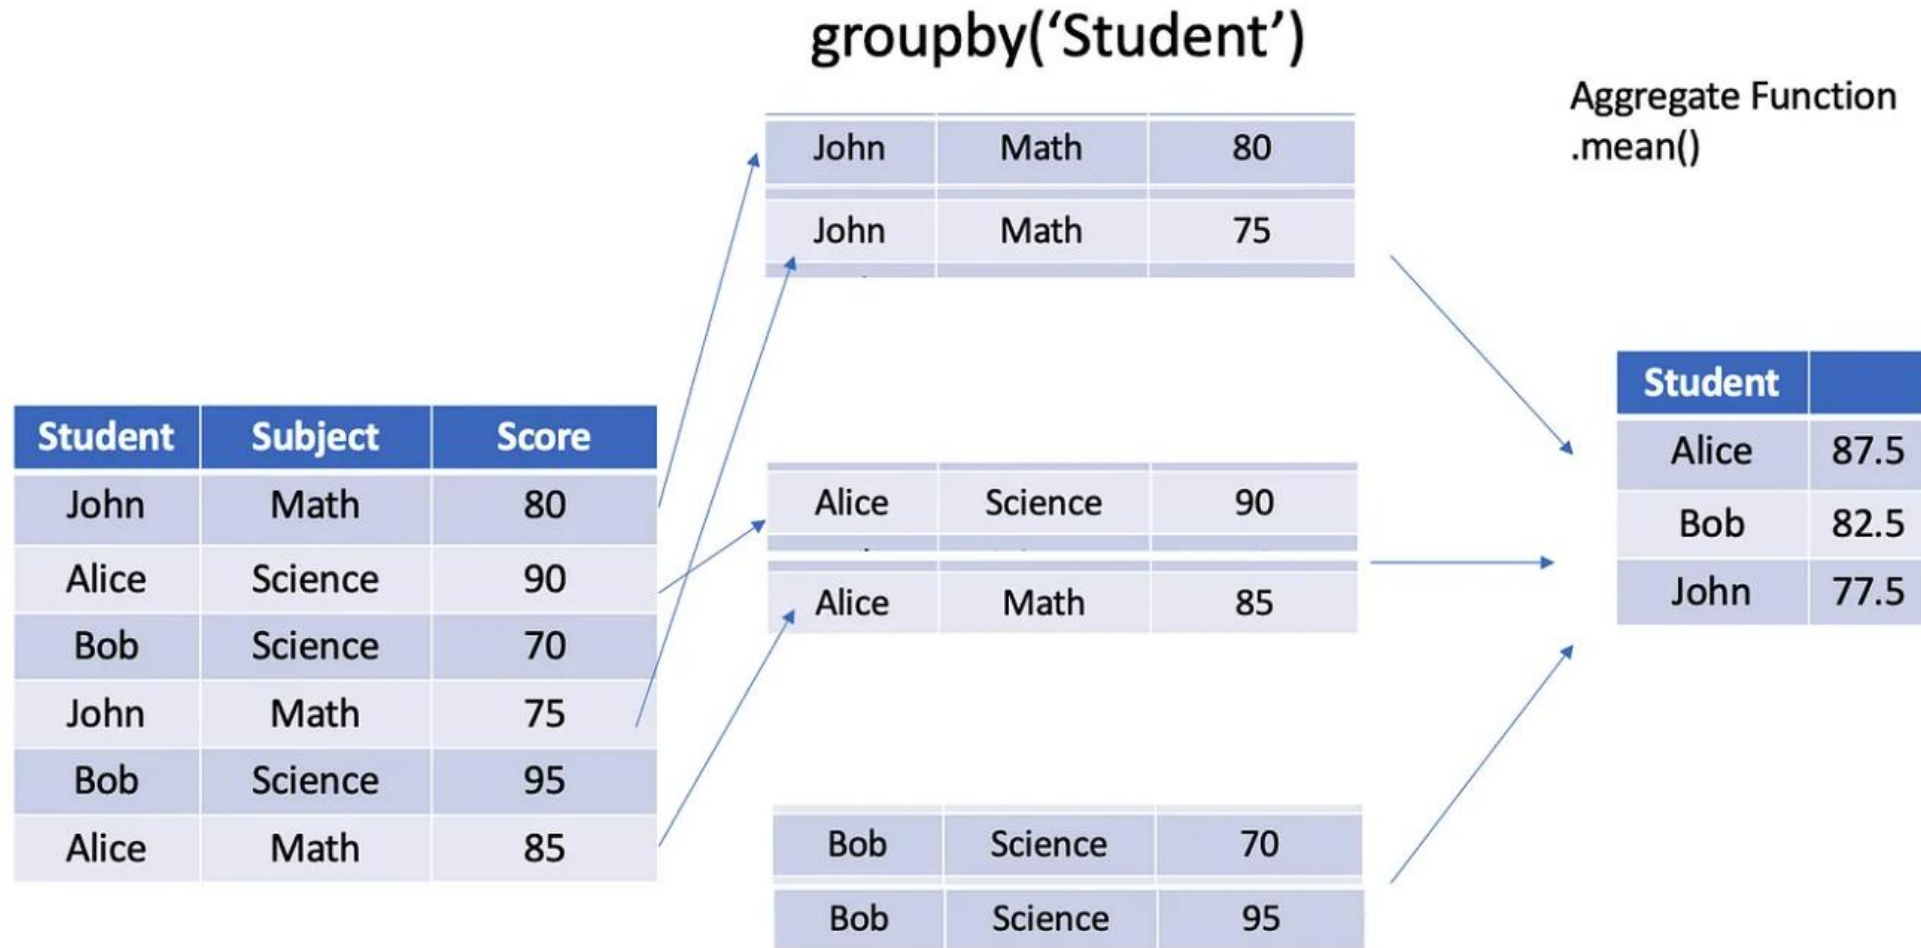 groupby(‘Student’)
Aggregate Function
.mean()
John Math 80
John Math 75
Student Subject Score
John Math 80
Alice Science 90
Bob Science 70
John Math 75
Bob Science 95
Alice Math 85
Alice Science 90
Alice Math 85
Bob Science 70
Bob Science 95
Student
Alice 87.5
Bob 82.5
John 77.5